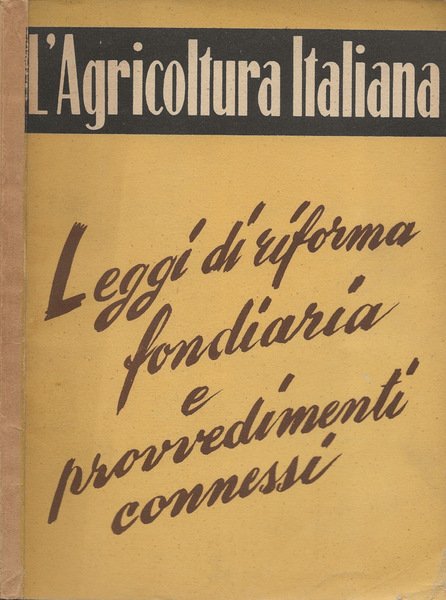 L'Agricoltura Italiana
Leggi di riforma
fondiaria
e
provvedimenti
connessi